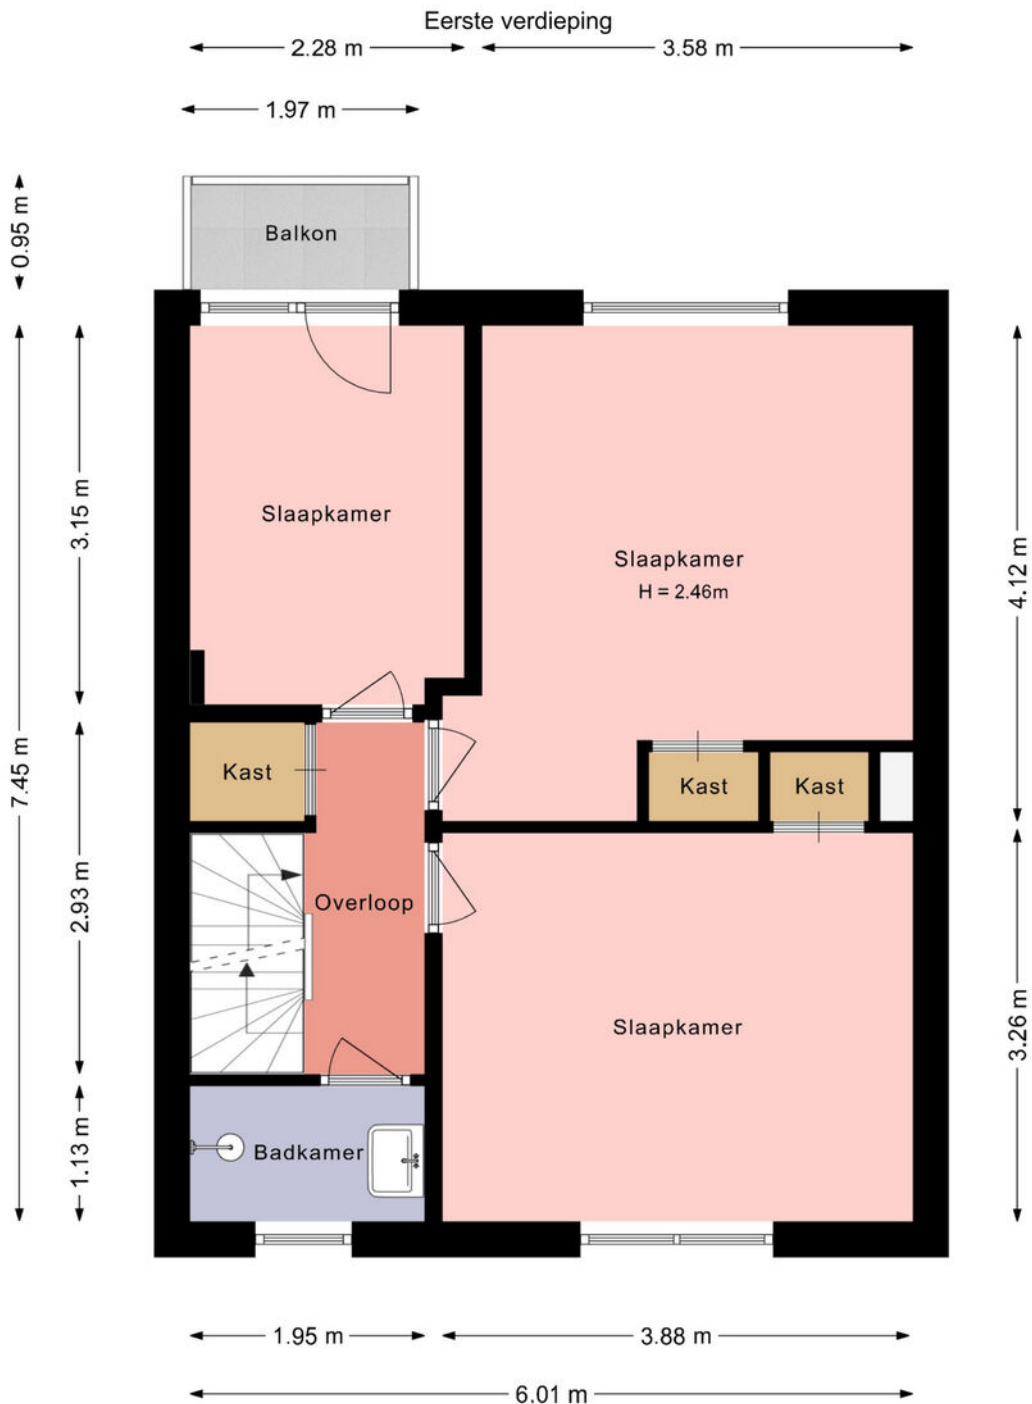 Eerste verdieping
2.28 m
3.58 m
1.97 m
0.95 m
Balkon
3.15 m
Slaapkamer
Slaapkamer
H = 2.46m
4.12 m
7.45 m
Kast
Kast
Kast
2.93 m
Overloop
Slaapkamer
3.26 m
1.13 m
Badkamer
1.95 m
3.88 m
6.01 m